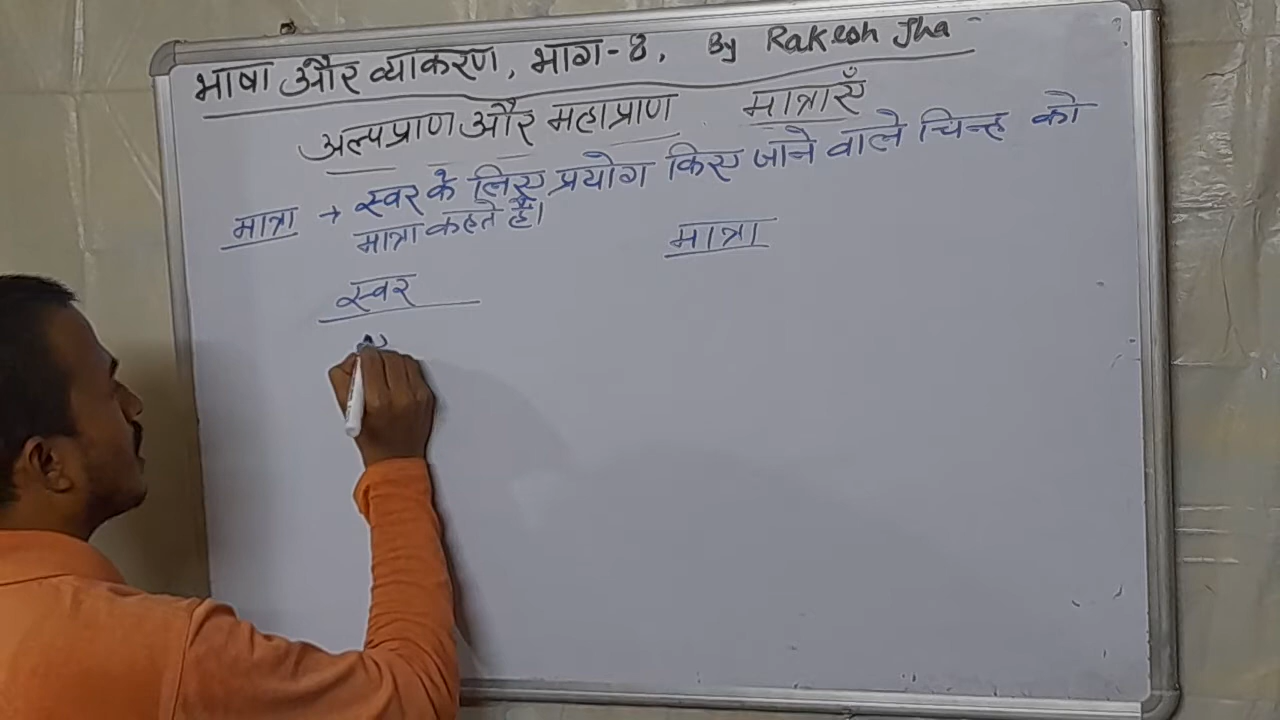 भाषा और व्याकरण, भाग-8, By Rakesh Jha
अल्पप्राण और महाप्राण मात्राएँ
मात्रा → स्वर के लिए प्रयोग किए जाने वाले चिन्ह को
मात्रा कहते हैं।
स्वर मात्रा